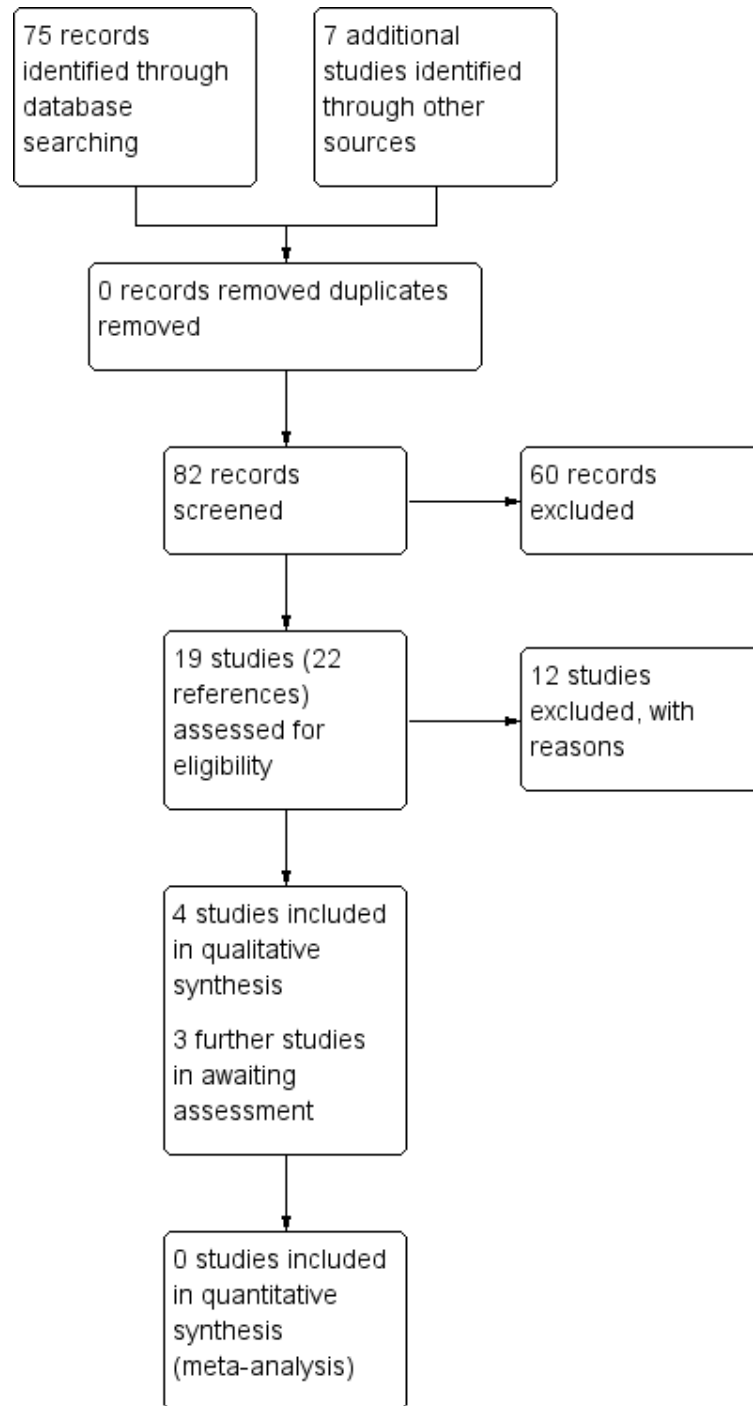 75 records
identified through
database
searching
7 additional
studies identified
through other
sources
0 records removed duplicates
removed
82 records
screened
60 records
excluded
19 studies (22
references)
assessed for
eligibility
12 studies
excluded, with
reasons
4 studies included
in qualitative
synthesis
3 further studies
in awaiting
assessment
0 studies included
in quantitative
synthesis
(meta-analysis)